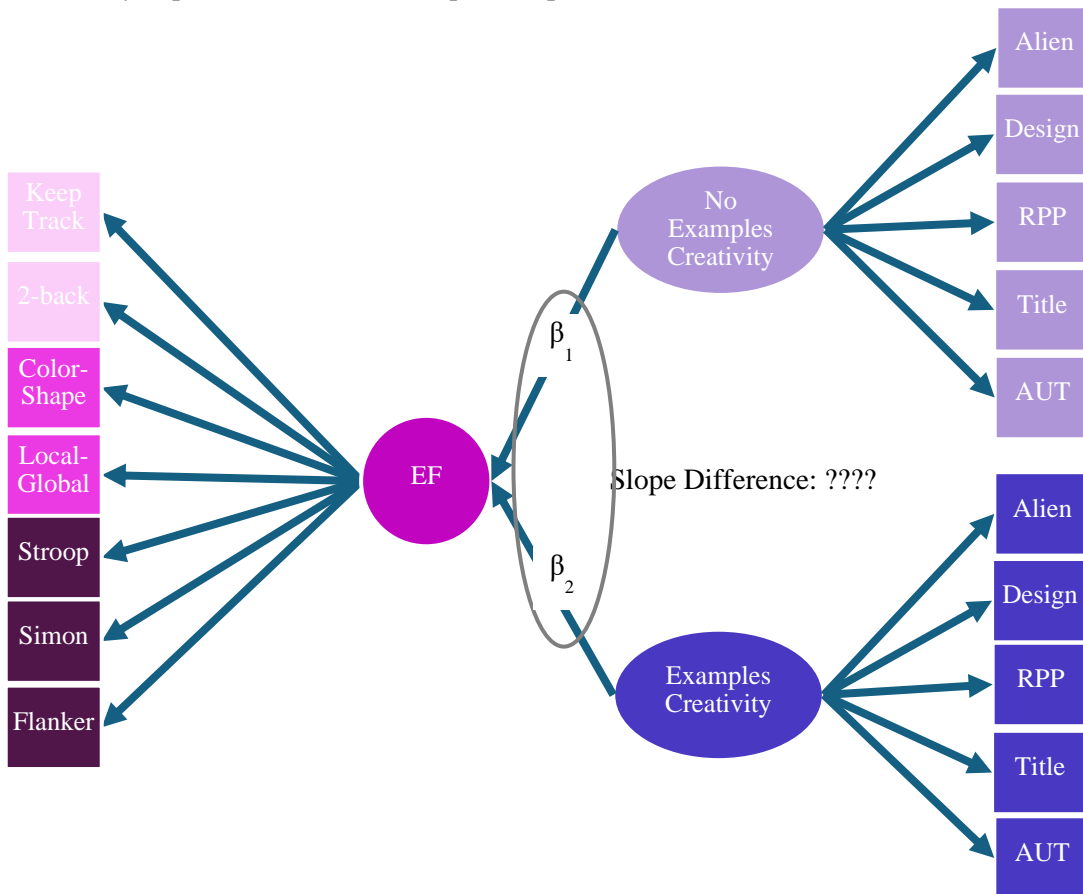 Keep
Track
2-back
Color-
Shape
Local-
Global
Stroop
Simon
Flanker
EF
β1
β2
Slope Difference: ????
No
Examples
Creativity
Examples
Creativity
Alien
Design
RPP
Title
AUT
Alien
Design
RPP
Title
AUT